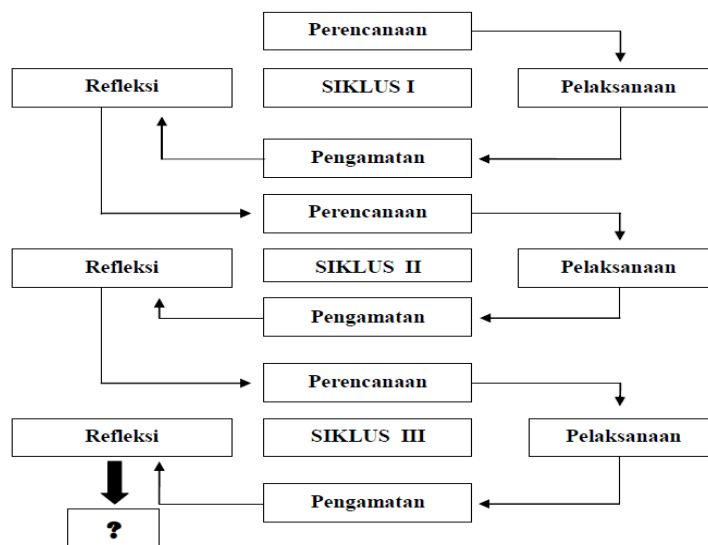 Perencanaan
Refleksi
SIKLUS I
Pelaksanaan
Pengamatan
Perencanaan
Refleksi
SIKLUS II
Pelaksanaan
Pengamatan
Perencanaan
Refleksi
SIKLUS III
Pelaksanaan
Pengamatan
?